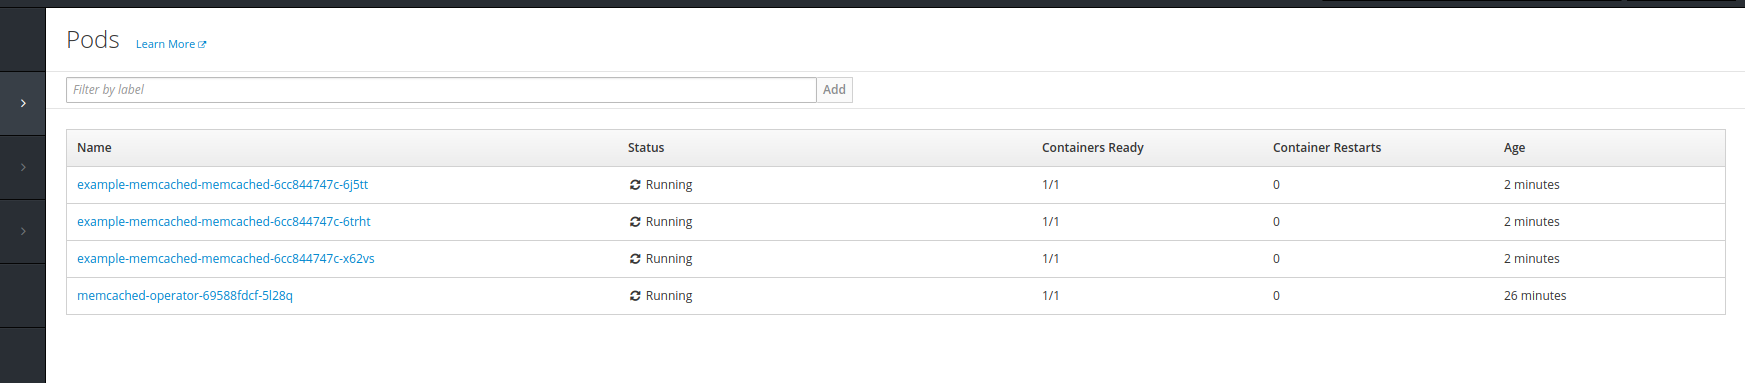 Pods Learn More
Filter by label Add
Name Status Containers Ready Container Restarts Age
example-memcached-memcached-6cc844747c-6j5tt Running 1/1 0 2 minutes
example-memcached-memcached-6cc844747c-6trht Running 1/1 0 2 minutes
example-memcached-memcached-6cc844747c-x62vs Running 1/1 0 2 minutes
memcached-operator-69588fdcf-5l28q Running 1/1 0 26 minutes